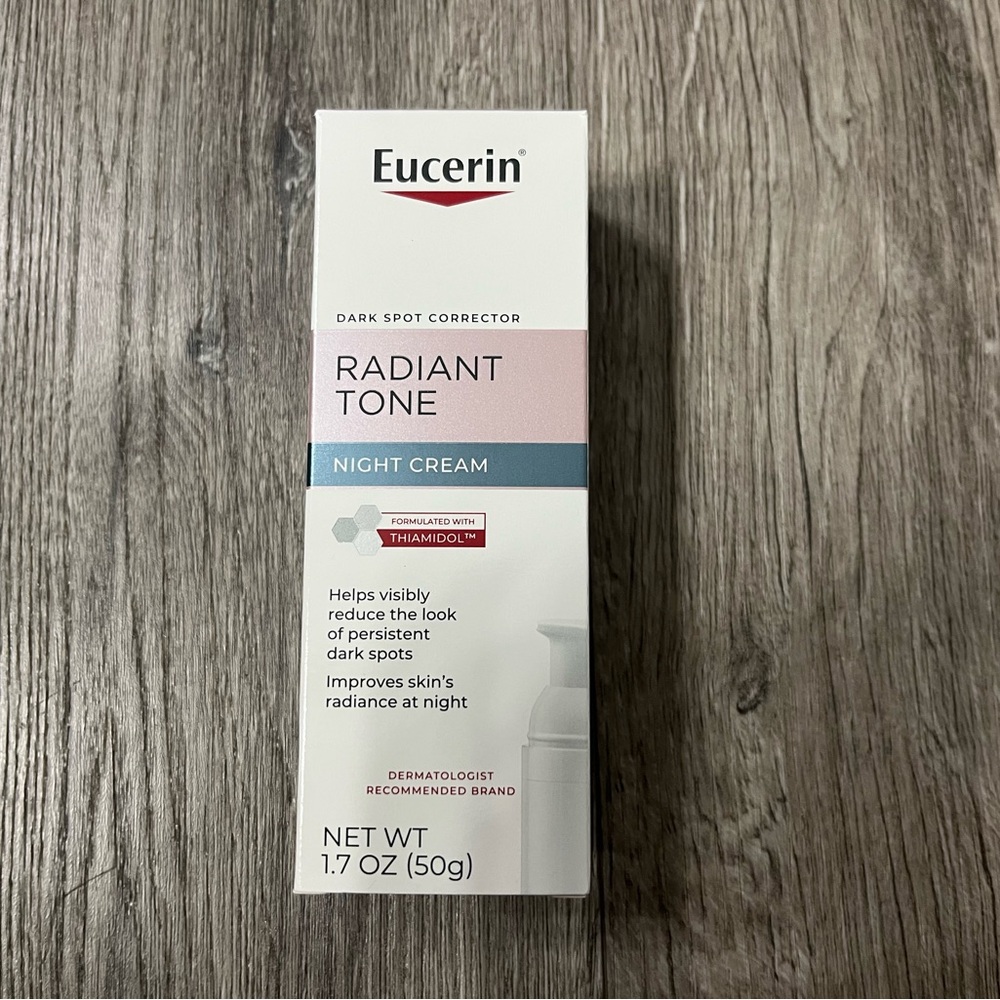 Eucerin®
DARK SPOT CORRECTOR
RADIANT
TONE
NIGHT CREAM
FORMULATED WITH
THIAMIDOL™
Helps visibly
reduce the look
of persistent
dark spots
Improves skin's
radiance at night
DERMATOLOGIST
RECOMMENDED BRAND
NET WT
1.7 OZ (50g)